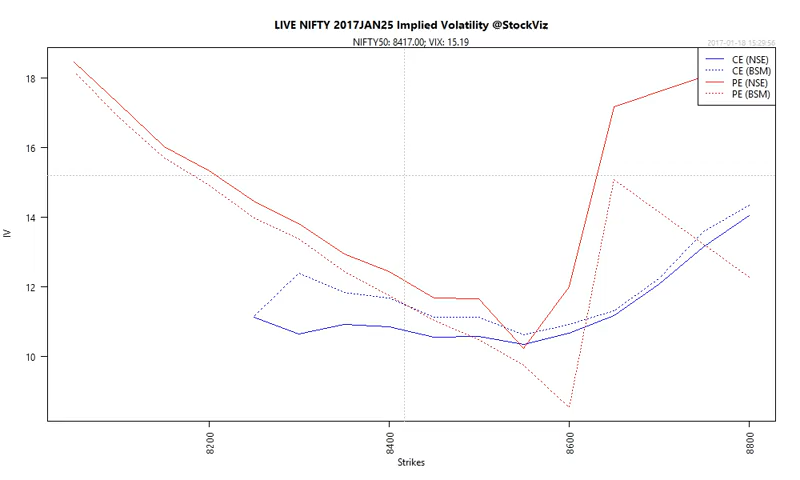 LIVE NIFTY 2017JAN25 Implied Volatility @StockViz
NIFTY50: 8417.00; VIX: 15.19
2017-01-18 15:29:56
CE (NSE)
CE (BSM)
PE (NSE)
PE (BSM)
18
16
14
12
10
IV
8200
8400
8600
8800
Strikes